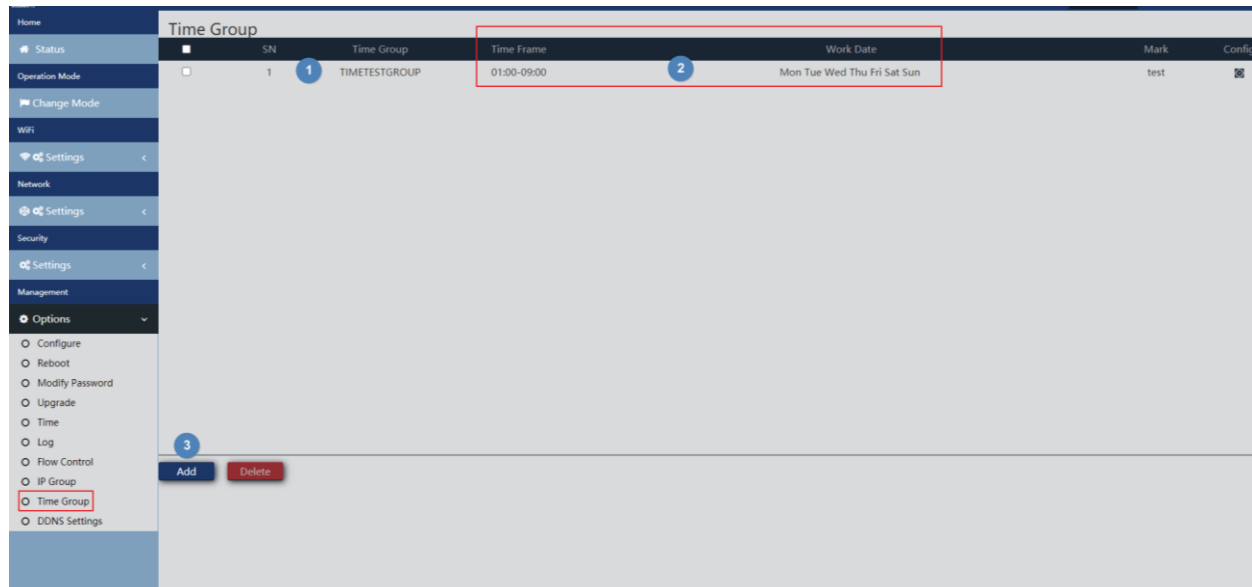 Home
Time Group
Status
SN Time Group Time Frame Work Date Mark Config
Operation Mode
1 1 TIMETESTGROUP 01:00-09:00 2 Mon Tue Wed Thu Fri Sat Sun test
Change Mode
WiFi
Settings
Network
Settings
Security
Settings
Management
Options
Configure
Reboot
Modify Password
Upgrade
Time
Log
3
Flow Control
Add Delete
IP Group
Time Group
DDNS Settings